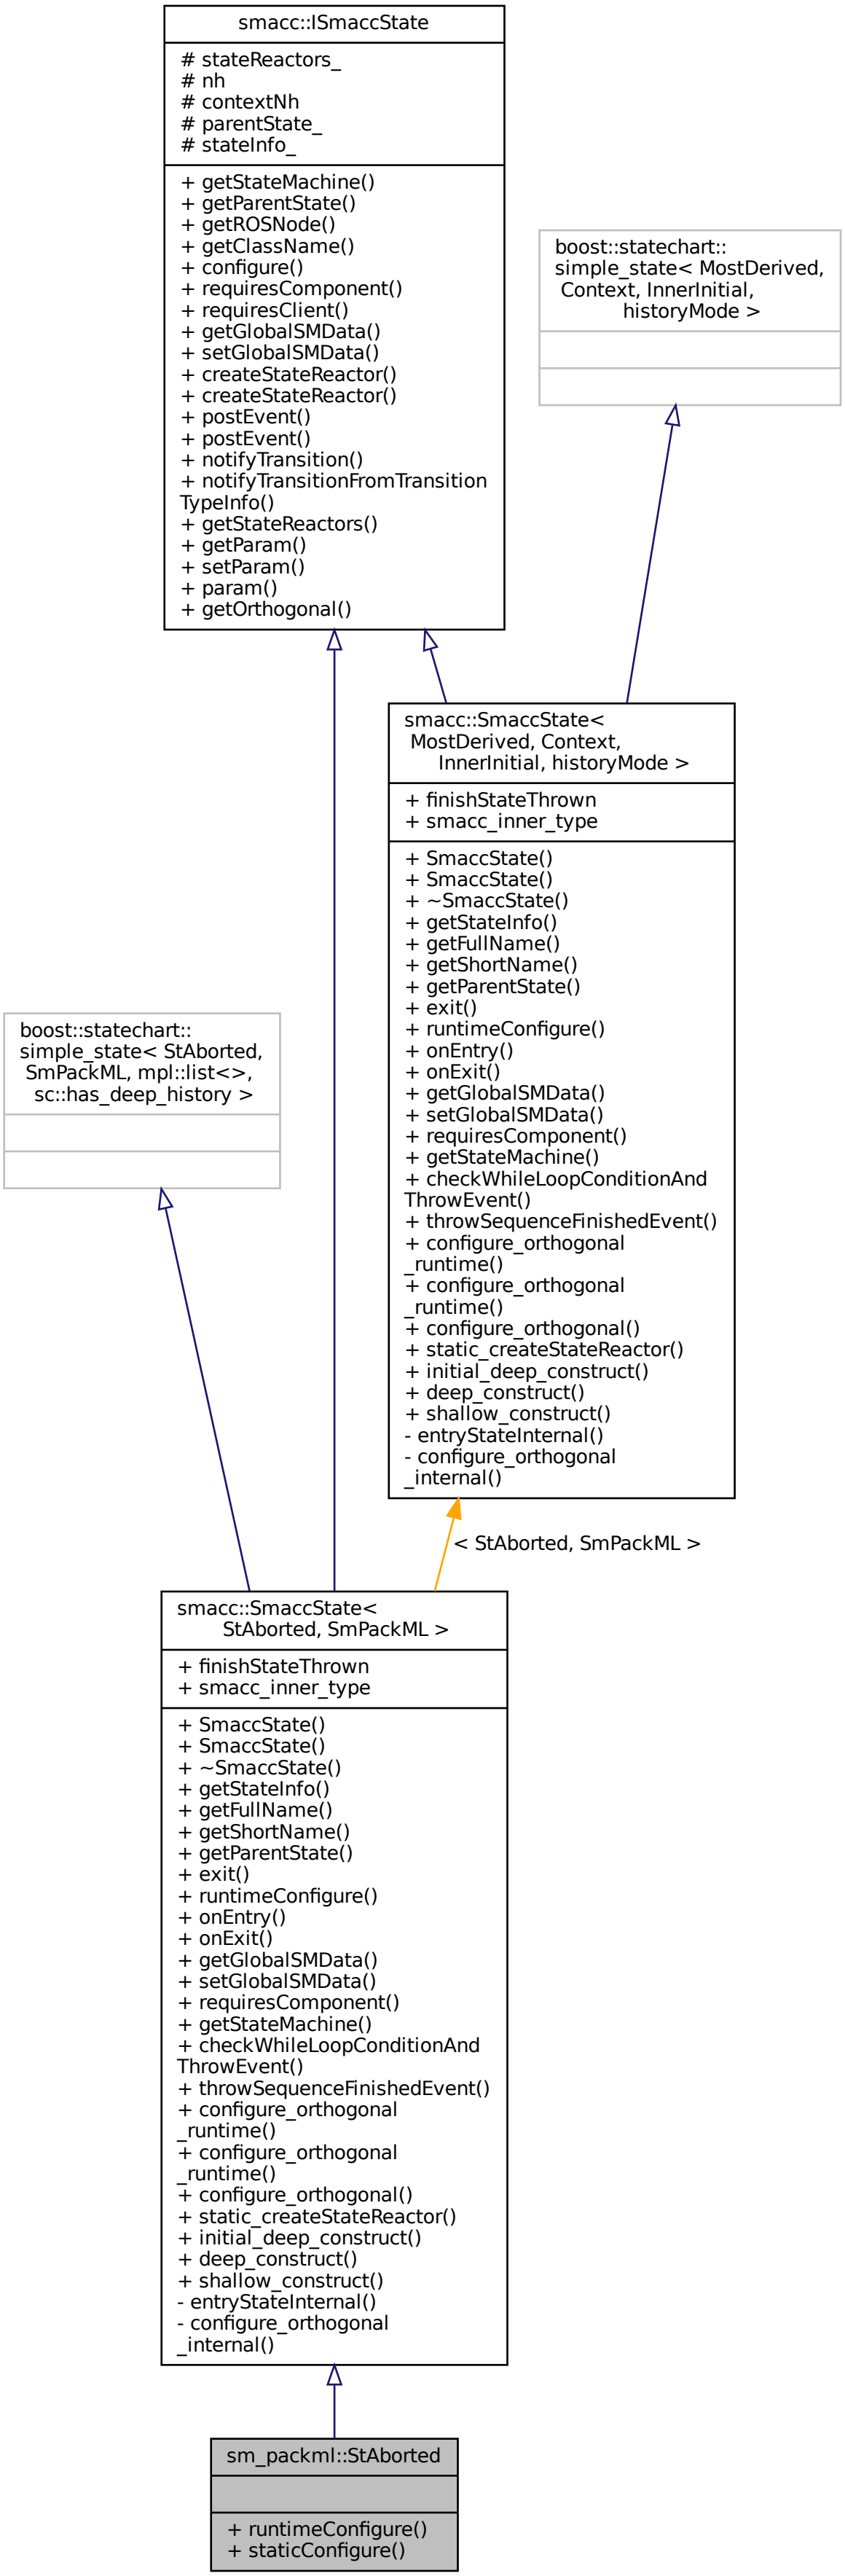 smacc::ISmaccState
# stateReactors_
# nh
# contextNh
# parentState_
# stateInfo_
+ getStateMachine()
+ getParentState()
+ getROSNode()
+ getClassName()
+ configure()
+ requiresComponent()
+ requiresClient()
+ getGlobalSMData()
+ setGlobalSMData()
+ createStateReactor()
+ createStateReactor()
+ postEvent()
+ postEvent()
+ notifyTransition()
+ notifyTransitionFromTransition
TypeInfo()
+ getStateReactors()
+ getParam()
+ setParam()
+ param()
+ getOrthogonal()
boost::statechart::
simple_state< MostDerived,
Context, InnerInitial,
historyMode >
smacc::SmaccState<
MostDerived, Context,
InnerInitial, historyMode >
+ finishStateThrown
+ smacc_inner_type
+ SmaccState()
+ SmaccState()
+ ~SmaccState()
+ getStateInfo()
+ getFullName()
+ getShortName()
+ getParentState()
+ exit()
+ runtimeConfigure()
+ onEntry()
+ onExit()
+ getGlobalSMData()
+ setGlobalSMData()
+ requiresComponent()
+ getStateMachine()
+ checkWhileLoopConditionAnd
ThrowEvent()
+ throwSequenceFinishedEvent()
+ configure_orthogonal
_runtime()
+ configure_orthogonal
_runtime()
+ configure_orthogonal()
+ static_createStateReactor()
+ initial_deep_construct()
+ deep_construct()
+ shallow_construct()
- entryStateInternal()
- configure_orthogonal
_internal()
boost::statechart::
simple_state< StAborted,
SmPackML, mpl::list<>,
sc::has_deep_history >
< StAborted, SmPackML >
smacc::SmaccState<
StAborted, SmPackML >
+ finishStateThrown
+ smacc_inner_type
+ SmaccState()
+ SmaccState()
+ ~SmaccState()
+ getStateInfo()
+ getFullName()
+ getShortName()
+ getParentState()
+ exit()
+ runtimeConfigure()
+ onEntry()
+ onExit()
+ getGlobalSMData()
+ setGlobalSMData()
+ requiresComponent()
+ getStateMachine()
+ checkWhileLoopConditionAnd
ThrowEvent()
+ throwSequenceFinishedEvent()
+ configure_orthogonal
_runtime()
+ configure_orthogonal
_runtime()
+ configure_orthogonal()
+ static_createStateReactor()
+ initial_deep_construct()
+ deep_construct()
+ shallow_construct()
- entryStateInternal()
- configure_orthogonal
_internal()
sm_packml::StAborted
+ runtimeConfigure()
+ staticConfigure()